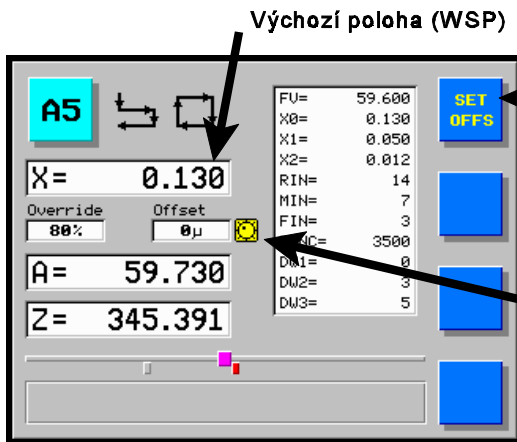 Výchozí poloha (WSP)
A5
X= 0.130
Override Offset
80% 0µ
A= 59.730
Z= 345.391
FV= 59.600
X0= 0.130
X1= 0.050
X2= 0.012
RIN= 14
MIN= 7
FIN= 3
NC= 3500
DW1= 0
DW2= 3
DW3= 5
SET
OFFS